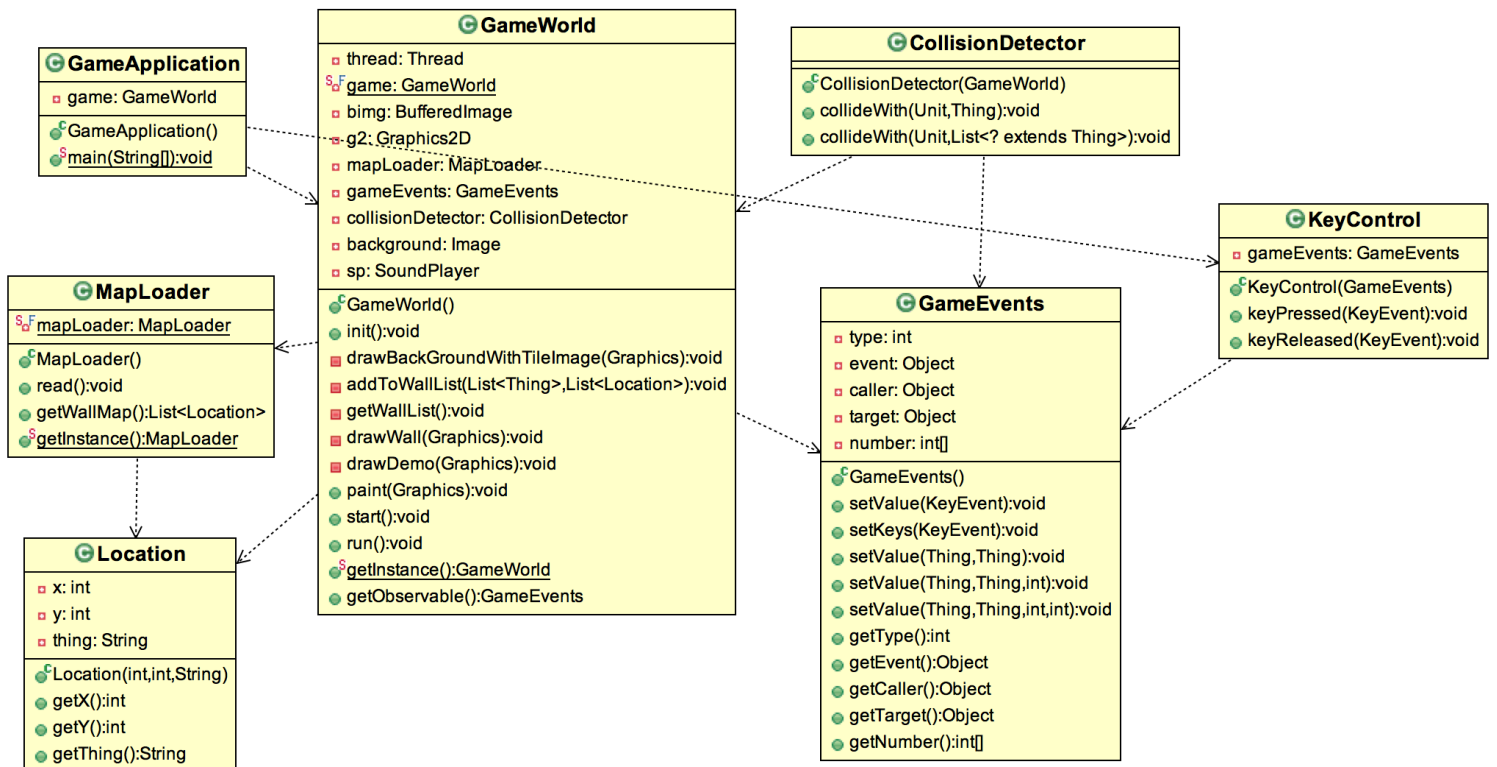 GameApplication
game: GameWorld
GameApplication()
main(String[]):void
GameWorld
thread: Thread
game: GameWorld
bimg: BufferedImage
g2: Graphics2D
mapLoader: MapLoader
gameEvents: GameEvents
collisionDetector: CollisionDetector
background: Image
sp: SoundPlayer
GameWorld()
init():void
drawBackGroundWithTileImage(Graphics):void
addToWallList(List<Thing>,List<Location>):void
getWallList():void
drawWall(Graphics):void
drawDemo(Graphics):void
paint(Graphics):void
start():void
run():void
getInstance():GameWorld
getObservable():GameEvents
CollisionDetector
CollisionDetector(GameWorld)
collideWith(Unit,Thing):void
collideWith(Unit,List<? extends Thing>):void
KeyControl
gameEvents: GameEvents
KeyControl(GameEvents)
keyPressed(KeyEvent):void
keyReleased(KeyEvent):void
MapLoader
mapLoader: MapLoader
MapLoader()
read():void
getWallMap():List<Location>
getInstance():MapLoader
GameEvents
type: int
event: Object
caller: Object
target: Object
number: int[]
GameEvents()
setValue(KeyEvent):void
setKeys(KeyEvent):void
setValue(Thing,Thing):void
setValue(Thing,Thing,int):void
setValue(Thing,Thing,int,int):void
getType():int
getEvent():Object
getCaller():Object
getTarget():Object
getNumber():int[]
Location
x: int
y: int
thing: String
Location(int,int,String)
getX():int
getY():int
getThing():String